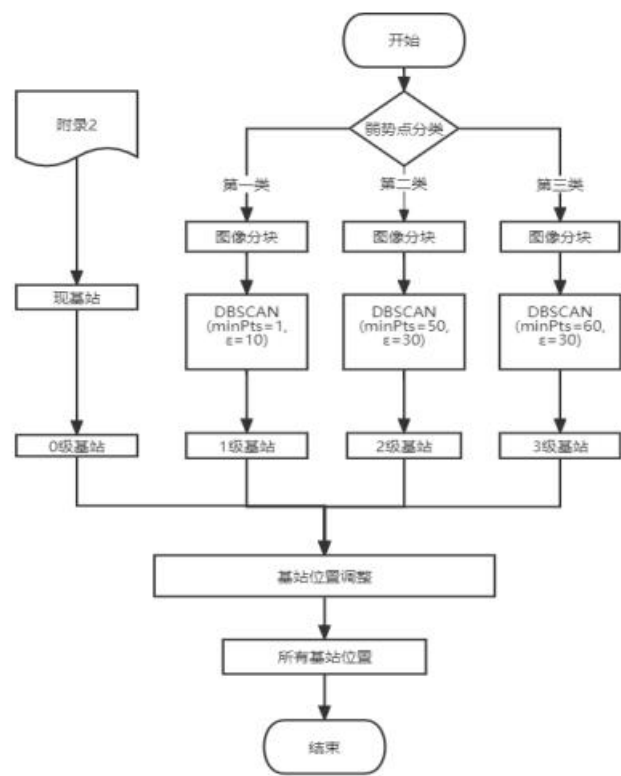 开始
附录2
弱势点分类
第一类
第二类
第三类
图像分块
图像分块
图像分块
现基站
DBSCAN
(minPts=1,
ε=10)
DBSCAN
(minPts=50,
ε=30)
DBSCAN
(minPts=60,
ε=30)
0级基站
1级基站
2级基站
3级基站
基站位置调整
所有基站位置
结束